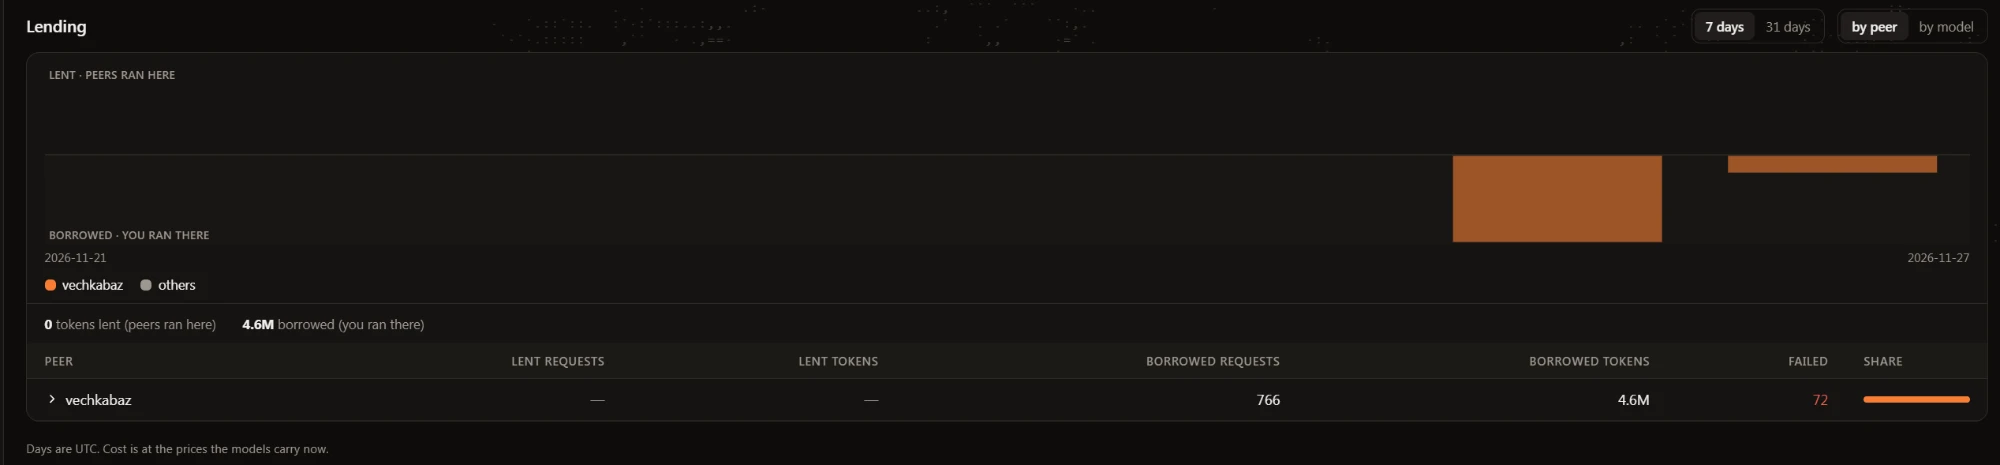 Lending
7 days 31 days by peer by model
LENT · PEERS RAN HERE
BORROWED · YOU RAN THERE
2026-11-21 2026-11-27
vechkabaz others
0 tokens lent (peers ran here) 4.6M borrowed (you ran there)
PEER LENT REQUESTS LENT TOKENS BORROWED REQUESTS BORROWED TOKENS FAILED SHARE
vechkabaz — — 766 4.6M 72
Days are UTC. Cost is at the prices the models carry now.